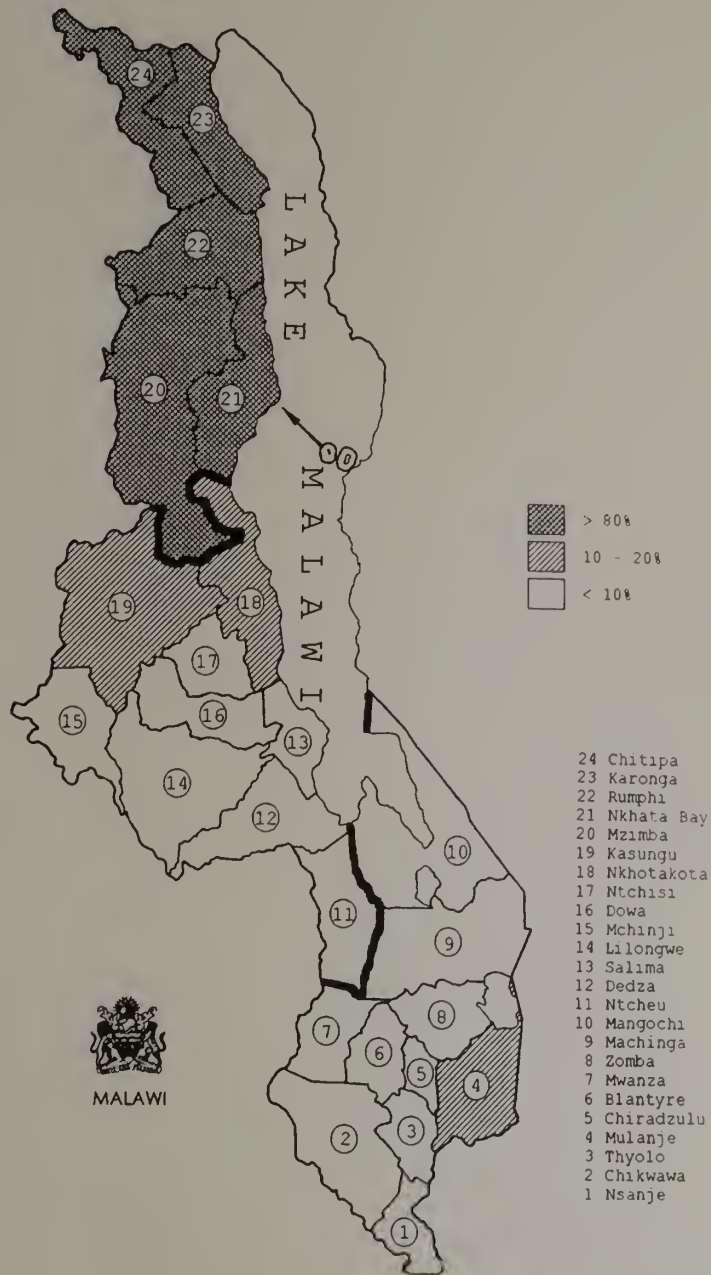 24
23
22
20
21
LAKE
MALAWI
> 80%
10 - 20%
< 10%
19
18
17
16
15
14
13
12
11
10
9
8
7
6
5
4
3
2
1
MALAWI
24 Chitipa
23 Karonga
22 Rumphi
21 Nkhata Bay
20 Mzimba
19 Kasungu
18 Nkhotakota
17 Ntchisi
16 Dowa
15 Mchinji
14 Lilongwe
13 Salima
12 Dedza
11 Ntcheu
10 Mangochi
9 Machinga
8 Zomba
7 Mwanza
6 Blantyre
5 Chiradzulu
4 Mulanje
3 Thyolo
2 Chikwawa
1 Nsanje